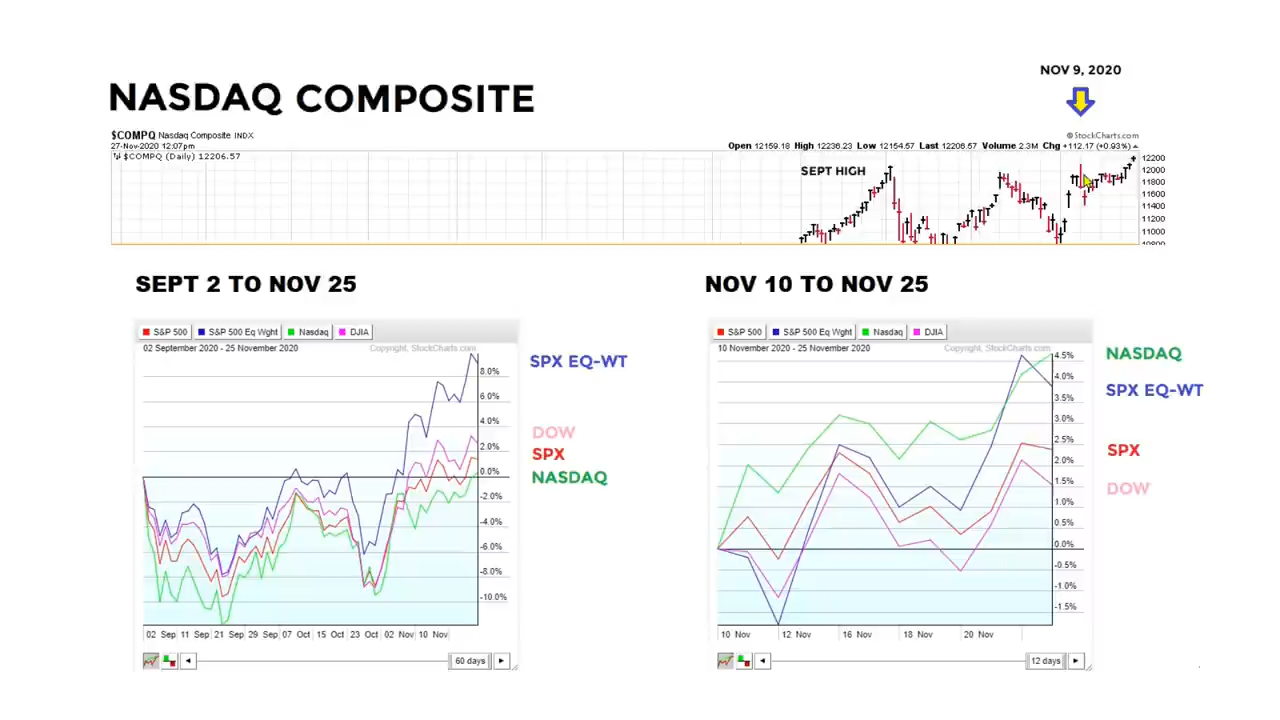 NOV 9, 2020
NASDAQ COMPOSITE
$COMPQ Nasdaq Composite INDX
© StockCharts.com
27-Nov-2020 12:07pm
Open 12159.18 High 12236.23 Low 12154.57 Last 12206.57 Volume 2.3M Chg +112.17 (+0.93%)
$COMPQ (Daily) 12206.57
SEPT HIGH
12200
12000
11800
11600
11400
11200
11000
10800
SEPT 2 TO NOV 25
S&P 500 S&P 500 Eq Wght Nasdaq DJIA
02 September 2020 - 25 November 2020 Copyright, StockCharts.com
8.0%
6.0%
4.0%
2.0%
0.0%
-2.0%
-4.0%
-6.0%
-8.0%
-10.0%
02 Sep 11 Sep 21 Sep 29 Sep 07 Oct 15 Oct 23 Oct 02 Nov 10 Nov
60 days
SPX EQ-WT
DOW
SPX
NASDAQ
NOV 10 TO NOV 25
S&P 500 S&P 500 Eq Wght Nasdaq DJIA
10 November 2020 - 25 November 2020 Copyright, StockCharts.com
4.5%
4.0%
3.5%
3.0%
2.5%
2.0%
1.5%
1.0%
0.5%
0.0%
-0.5%
-1.0%
-1.5%
10 Nov 12 Nov 16 Nov 18 Nov 20 Nov
12 days
NASDAQ
SPX EQ-WT
SPX
DOW